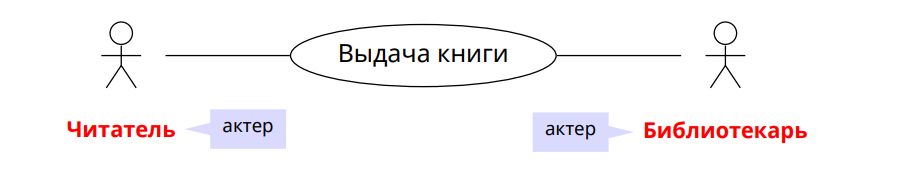 Выдача книги
Читатель
актер
актер
Библиотекарь